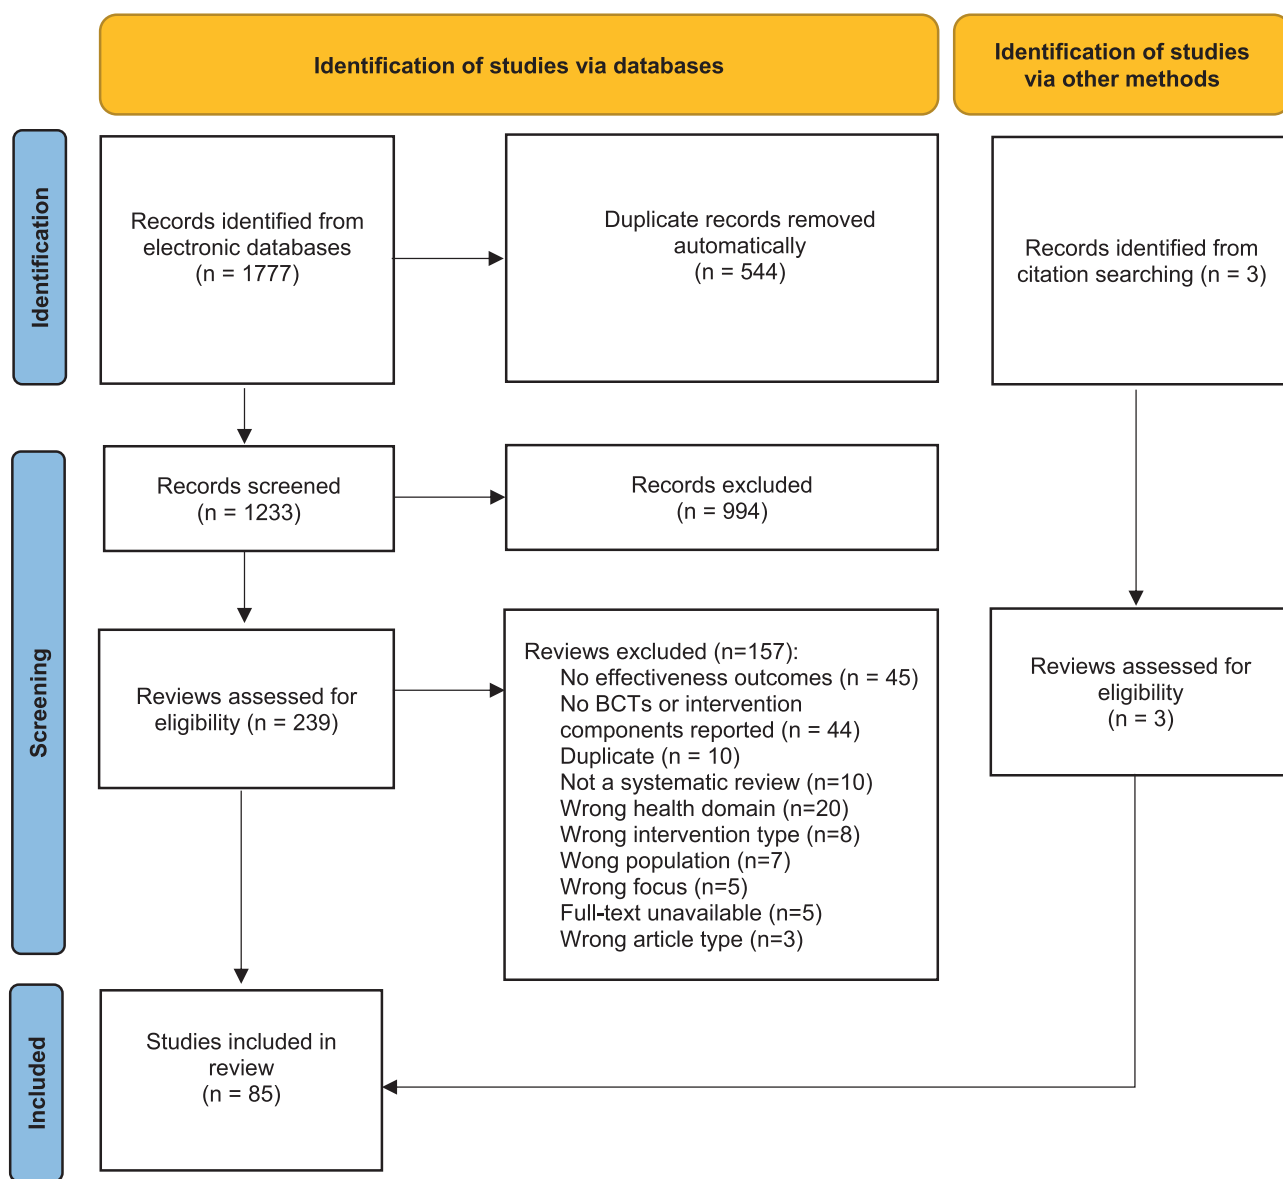 Identification of studies via databases
Identification of studies
via other methods
Identification
Records identified from
electronic databases
(n = 1777)
Duplicate records removed
automatically
(n = 544)
Records identified from
citation searching (n = 3)
Screening
Records screened
(n = 1233)
Records excluded
(n = 994)
Reviews assessed for
eligibility (n = 239)
Reviews excluded (n=157):
No effectiveness outcomes (n = 45)
No BCTs or intervention
components reported (n = 44)
Duplicate (n = 10)
Not a systematic review (n=10)
Wrong health domain (n=20)
Wrong intervention type (n=8)
Wong population (n=7)
Wrong focus (n=5)
Full-text unavailable (n=5)
Wrong article type (n=3)
Reviews assessed for
eligibility
(n = 3)
Included
Studies included in
review
(n = 85)